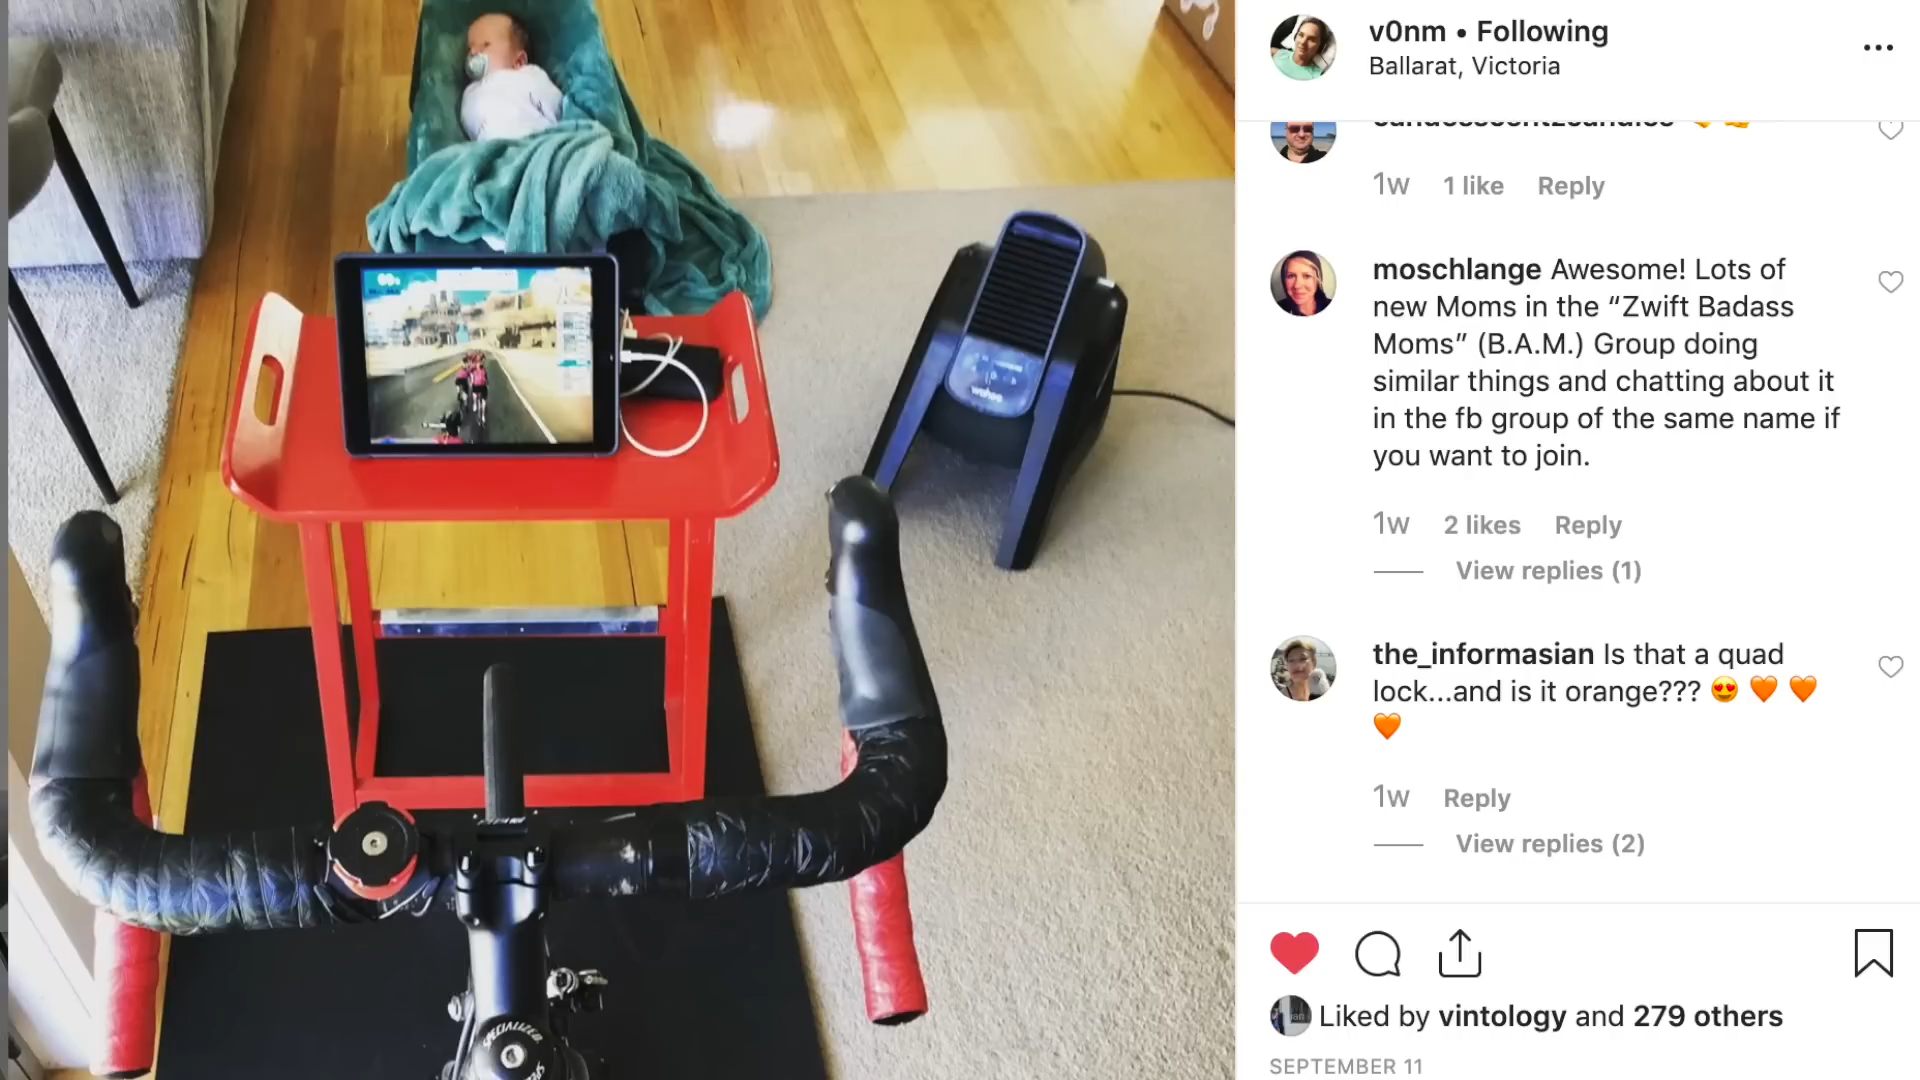 v0nm • Following
Ballarat, Victoria
1w 1 like Reply
moschlange Awesome! Lots of
new Moms in the “Zwift Badass
Moms” (B.A.M.) Group doing
similar things and chatting about it
in the fb group of the same name if
you want to join.
1w 2 likes Reply
View replies (1)
the_informasian Is that a quad
lock...and is it orange??? 😍 🧡 🧡
🧡
1w Reply
View replies (2)
Liked by vintology and 279 others
SEPTEMBER 11
wahoo
SPECIALIZED